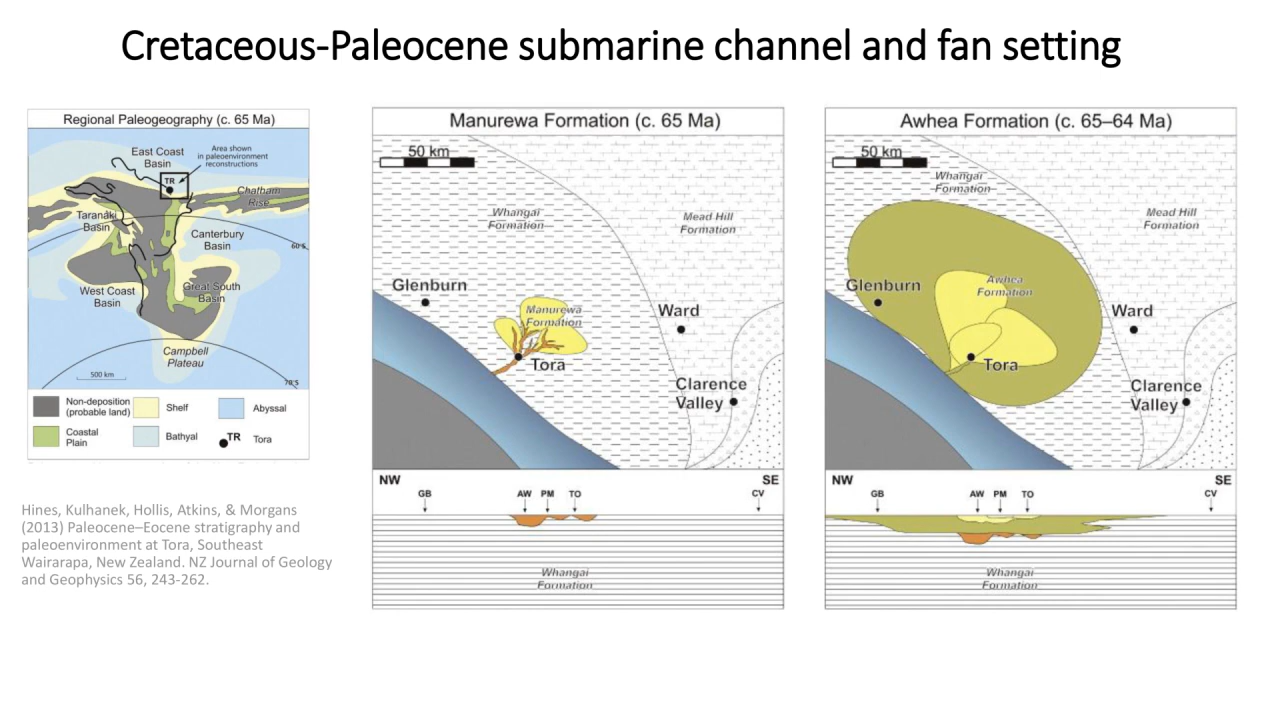 Cretaceous-Paleocene submarine channel and fan setting
Regional Paleogeography (c. 65 Ma)
East Coast
Basin
Area shown
in paleoenvironment
reconstructions
TR
Chatham
Rise
Taranaki
Basin
Canterbury
Basin
60°S
West Coast
Basin
Great South
Basin
Campbell
Plateau
500 km
70°S
Non-deposition
(probable land)
Shelf
Abyssal
Coastal
Plain
Bathyal
TR
Tora
Hines, Kulhanek, Hollis, Atkins, & Morgans
(2013) Paleocene–Eocene stratigraphy and
paleoenvironment at Tora, Southeast
Wairarapa, New Zealand. NZ Journal of Geology
and Geophysics 56, 243-262.
Manurewa Formation (c. 65 Ma)
50 km
Whangai
Formation
Mead Hill
Formation
Glenburn
Manurewa
Formation
Ward
Tora
Clarence
Valley
NW
SE
GB
AW
PM
TO
CV
Whangai
Formation
Awhea Formation (c. 65–64 Ma)
50 km
Whangai
Formation
Mead Hill
Formation
Glenburn
Awhea
Formation
Ward
Tora
Clarence
Valley
NW
SE
GB
AW
PM
TO
CV
Whangai
Formation